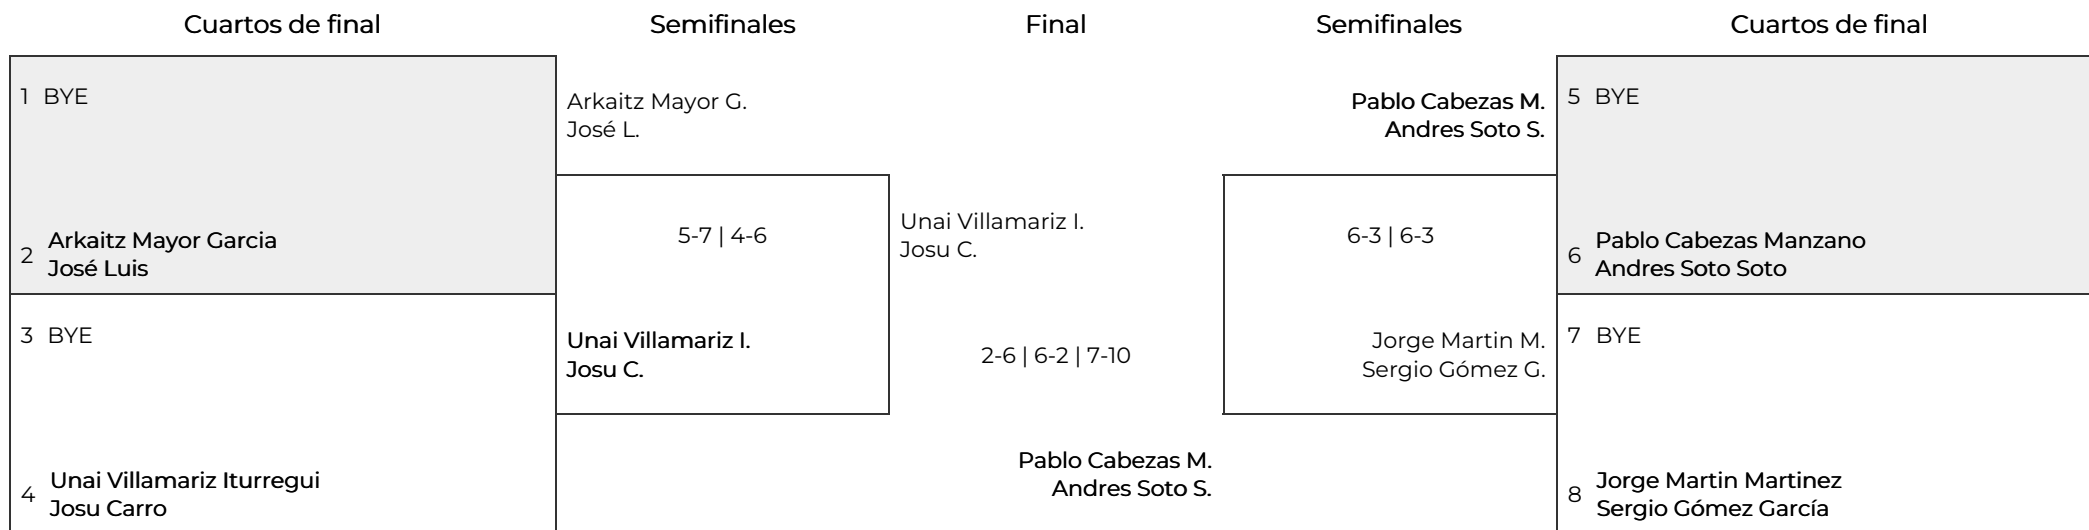 Cuartos de final
Semifinales
Final
Semifinales
Cuartos de final
1 BYE
2 Arkaitz Mayor Garcia
José Luis
3 BYE
4 Unai Villamariz Iturregui
Josu Carro
Arkaitz Mayor G.
José L.
5-7 | 4-6
Unai Villamariz I.
Josu C.
Unai Villamariz I.
Josu C.
2-6 | 6-2 | 7-10
Pablo Cabezas M.
Andres Soto S.
Pablo Cabezas M.
Andres Soto S.
6-3 | 6-3
Jorge Martin M.
Sergio Gómez G.
5 BYE
6 Pablo Cabezas Manzano
Andres Soto Soto
7 BYE
8 Jorge Martin Martinez
Sergio Gómez García